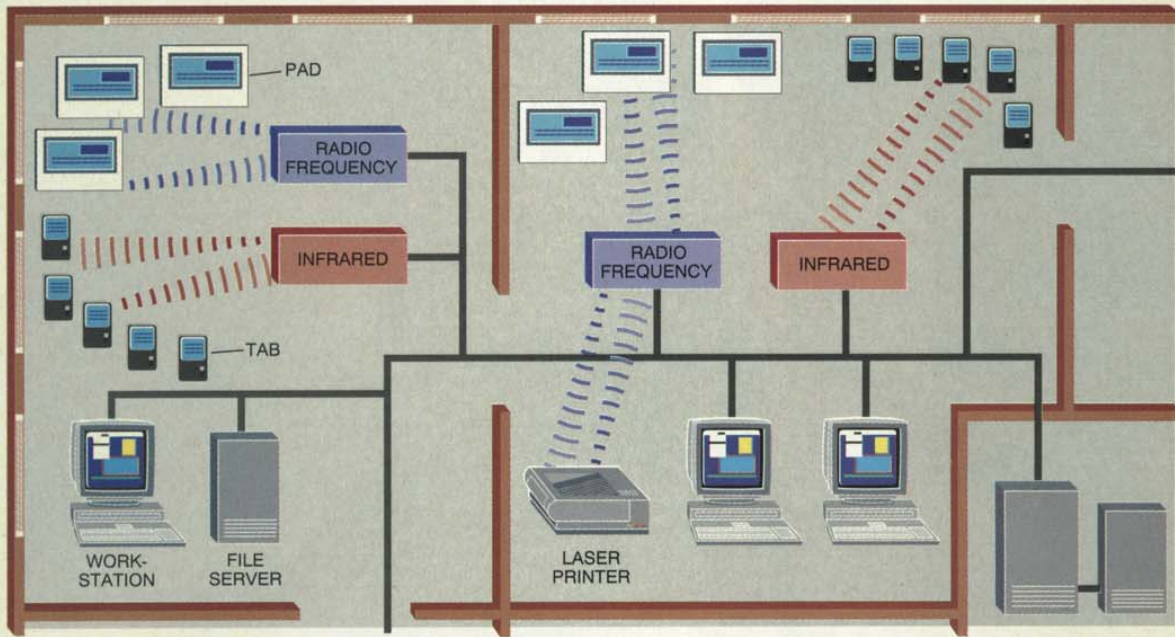 PAD
RADIO
FREQUENCY
INFRARED
TAB
WORK-
STATION
FILE
SERVER
RADIO
FREQUENCY
INFRARED
LASER
PRINTER